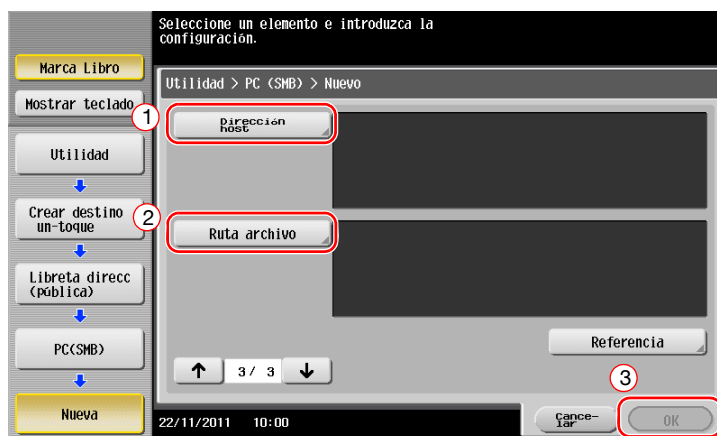 Seleccione un elemento e introduzca la
configuración.
Marca Libro
Mostrar teclado
Utilidad > PC (SMB) > Nuevo
1
Dirección
host
Utilidad
Crear destino
un-toque
2
Ruta archivo
Libreta direcc
(pública)
PC(SMB)
Referencia
3/ 3
3
Nueva
22/11/2011 10:00
Cance-
lar
OK